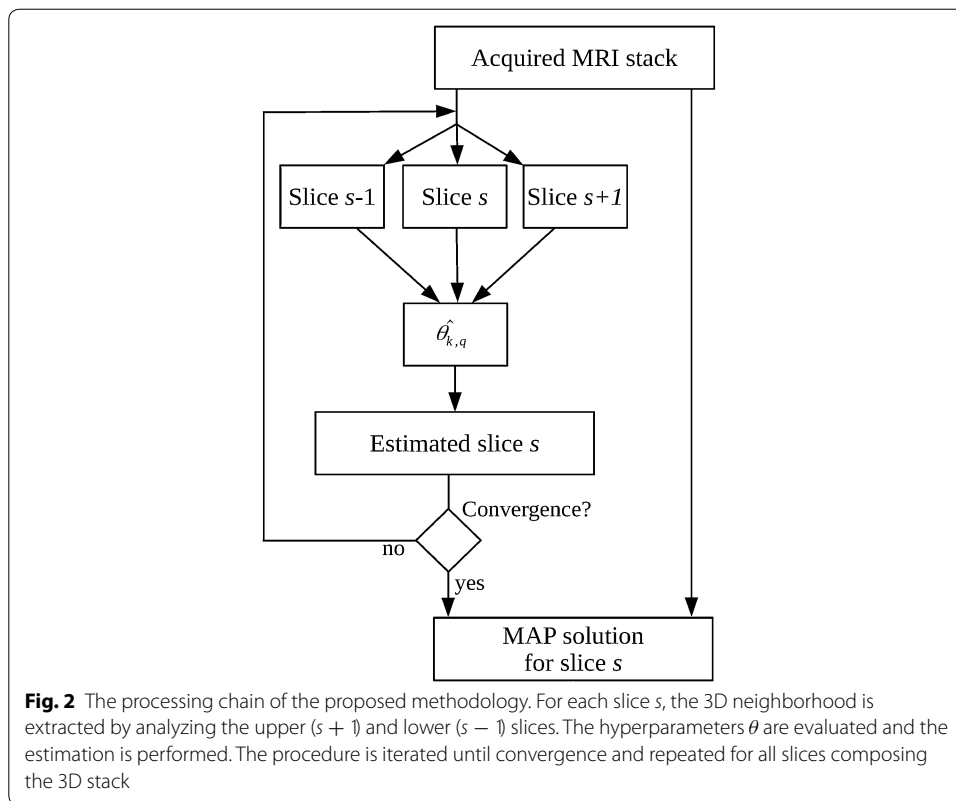 Acquired MRI stack
Slice s-1
Slice s
Slice s+1
θ̂k,q
Estimated slice s
Convergence?
no
yes
MAP solution
for slice s
Fig. 2 The processing chain of the proposed methodology. For each slice s, the 3D neighborhood is
extracted by analyzing the upper (s + 1) and lower (s − 1) slices. The hyperparameters θ are evaluated and the
estimation is performed. The procedure is iterated until convergence and repeated for all slices composing
the 3D stack